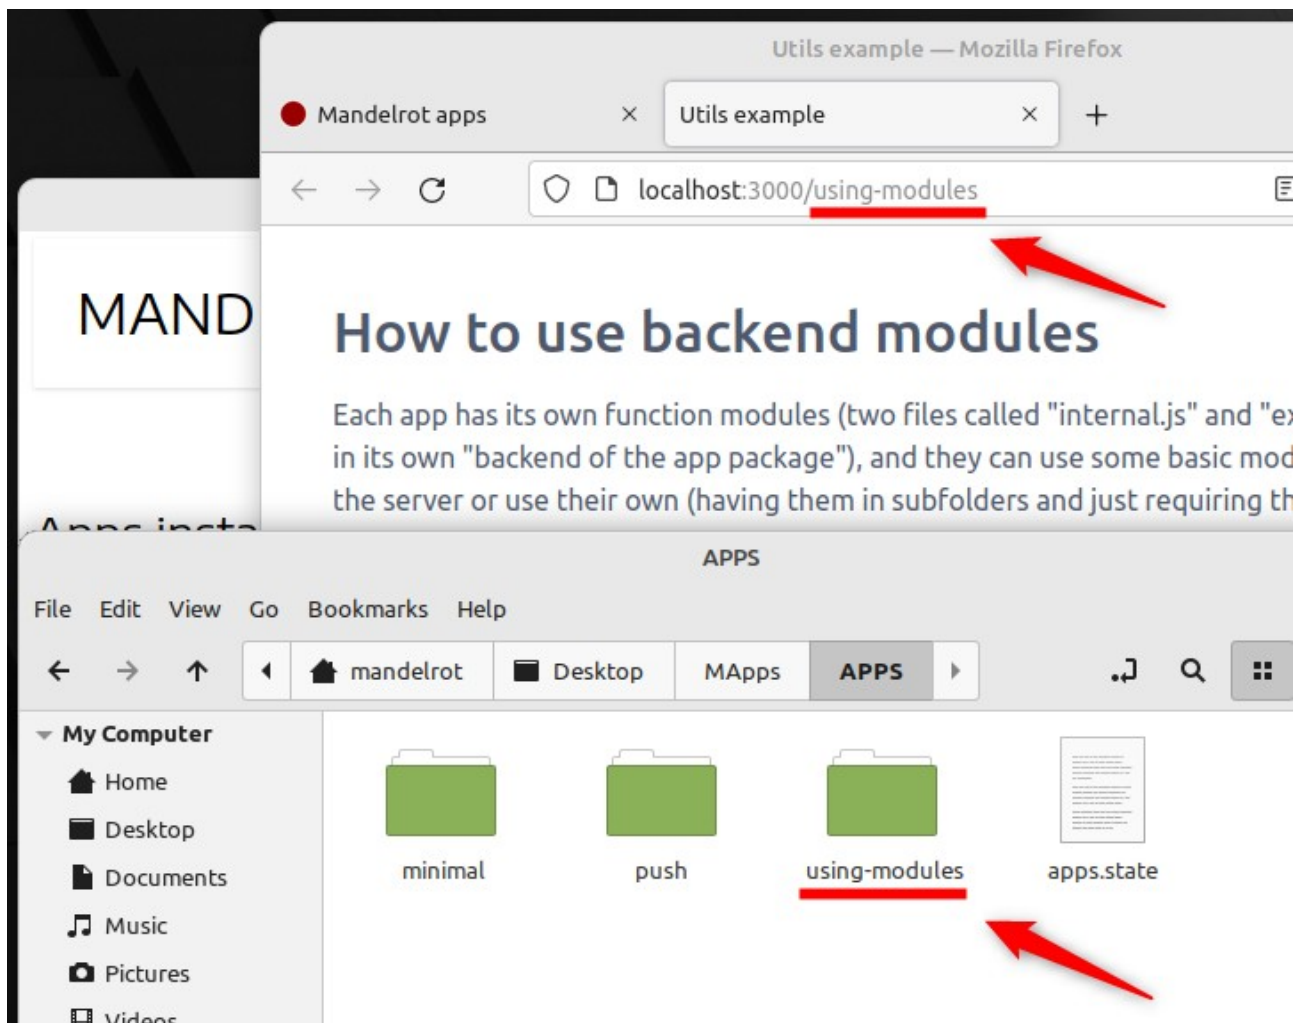 Utils example — Mozilla Firefox
Mandelrot apps
Utils example
localhost:3000/using-modules
MAND
How to use backend modules
Each app has its own function modules (two files called "internal.js" and "ex
in its own "backend of the app package"), and they can use some basic mod
the server or use their own (having them in subfolders and just requiring th
Apps insta
APPS
File Edit View Go Bookmarks Help
mandelrot Desktop MApps APPS
My Computer
Home
Desktop
Documents
Music
Pictures
Videos
minimal push using-modules apps.state